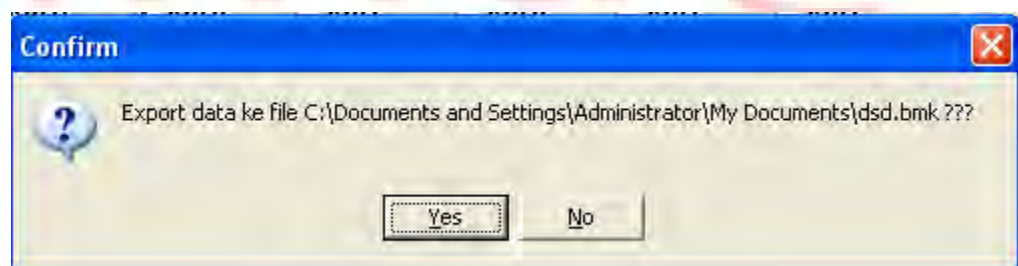 Confirm
Export data ke file C:\Documents and Settings\Administrator\My Documents\dsd.bmk ???
Yes
No